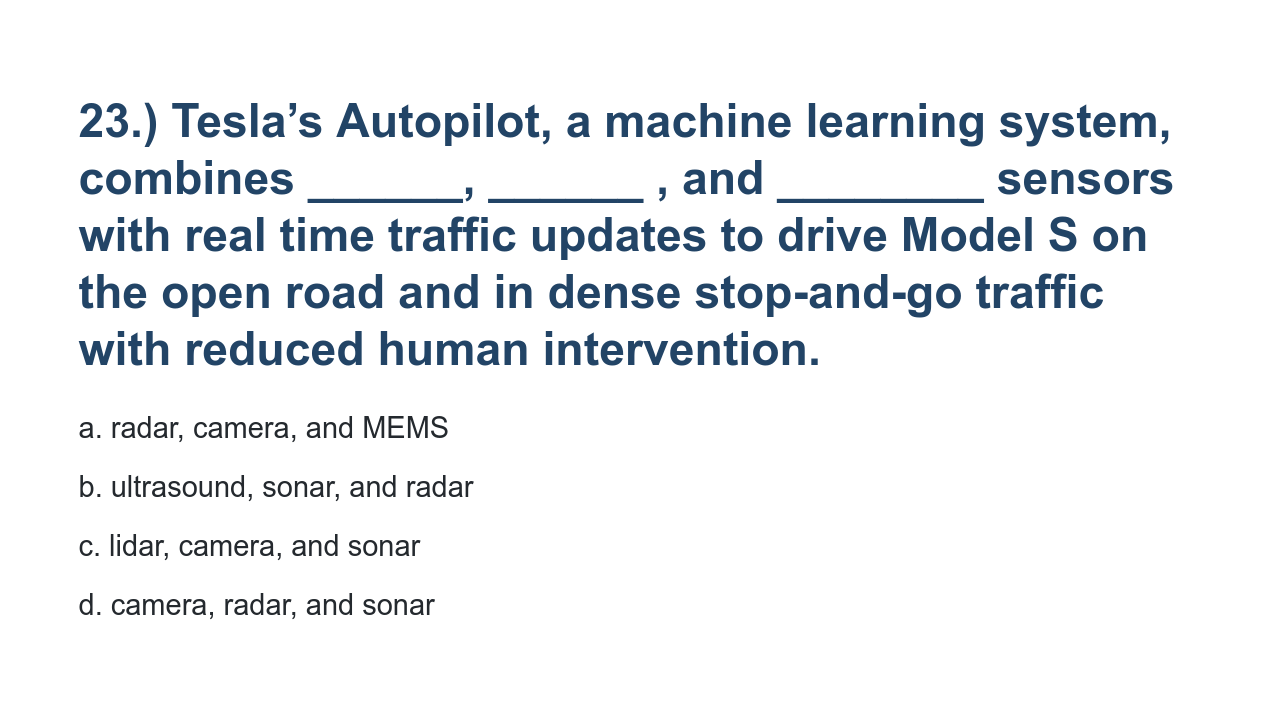 23.) Tesla’s Autopilot, a machine learning system,
combines ______, ______ , and ________ sensors
with real time traffic updates to drive Model S on
the open road and in dense stop-and-go traffic
with reduced human intervention.
a. radar, camera, and MEMS
b. ultrasound, sonar, and radar
c. lidar, camera, and sonar
d. camera, radar, and sonar